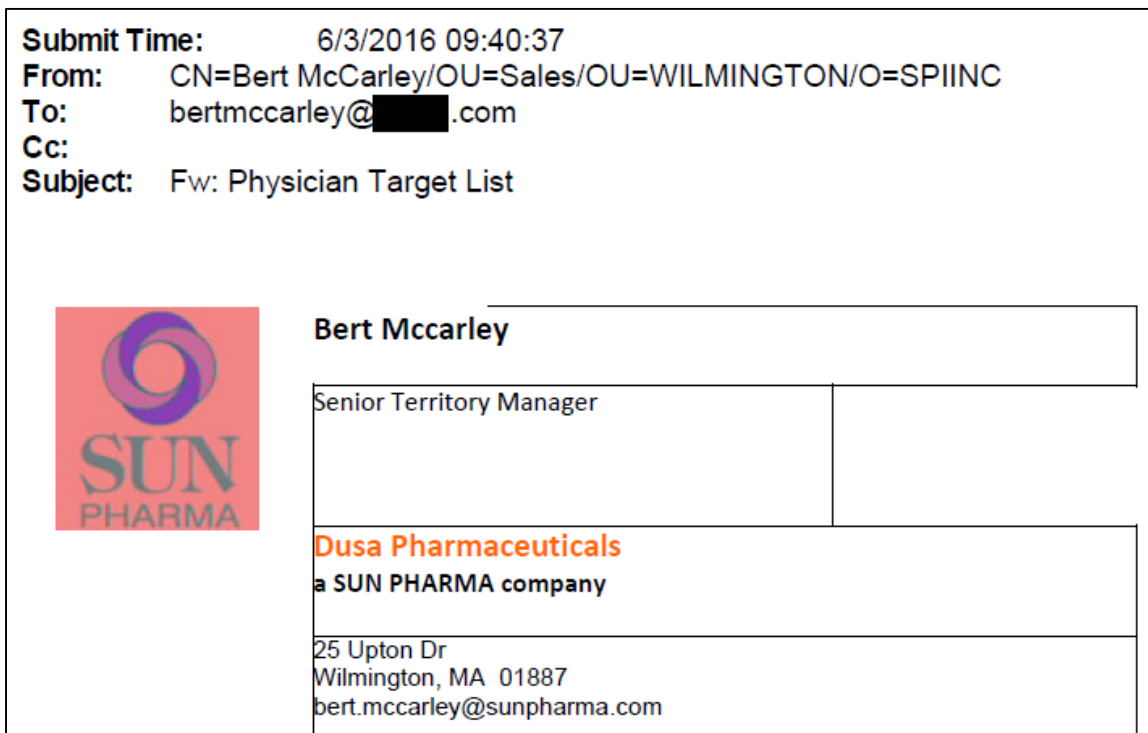 Submit Time: 6/3/2016 09:40:37
From: CN=Bert McCarley/OU=Sales/OU=WILMINGTON/O=SPIINC
To: bertmccarley@ .com
Cc:
Subject: Fw: Physician Target List
SUN
PHARMA
Bert Mccarley
Senior Territory Manager
Dusa Pharmaceuticals
a SUN PHARMA company
25 Upton Dr
Wilmington, MA 01887
bert.mccarley@sunpharma.com